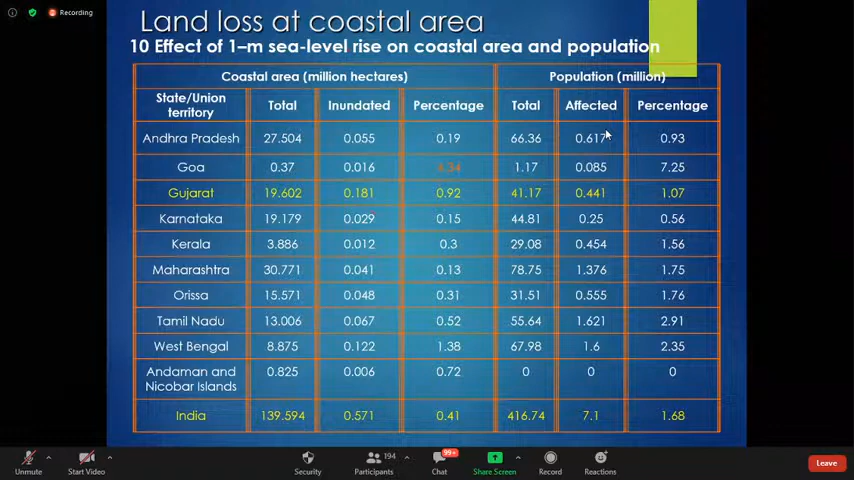 Recording
Land loss at coastal area
10 Effect of 1–m sea-level rise on coastal area and population
Coastal area (million hectares) Population (million)
State/Union territory Total Inundated Percentage Total Affected Percentage
Andhra Pradesh 27.504 0.055 0.19 66.36 0.617 0.93
Goa 0.37 0.016 4.34 1.17 0.085 7.25
Gujarat 19.602 0.181 0.92 41.17 0.441 1.07
Karnataka 19.179 0.029 0.15 44.81 0.25 0.56
Kerala 3.886 0.012 0.3 29.08 0.454 1.56
Maharashtra 30.771 0.041 0.13 78.75 1.376 1.75
Orissa 15.571 0.048 0.31 31.51 0.555 1.76
Tamil Nadu 13.006 0.067 0.52 55.64 1.621 2.91
West Bengal 8.875 0.122 1.38 67.98 1.6 2.35
Andaman and Nicobar Islands 0.825 0.006 0.72 0 0 0
India 139.594 0.571 0.41 416.74 7.1 1.68
194 99+
Unmute Start Video Security Participants Chat Share Screen Record Reactions Leave